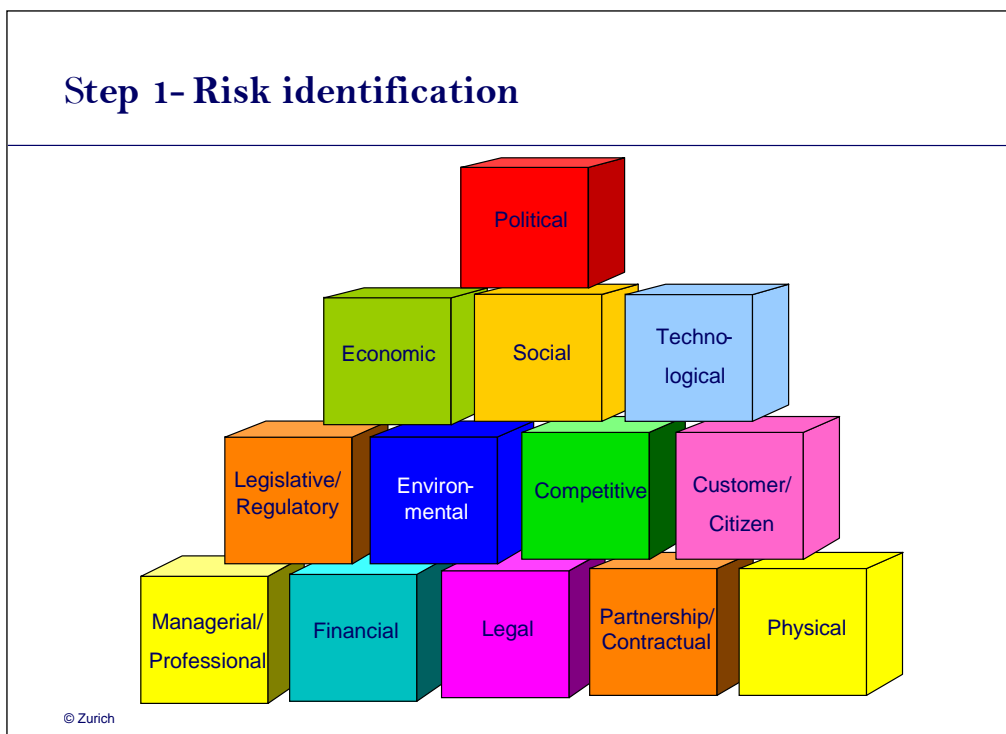 Step 1- Risk identification
Political
Economic
Social
Techno-
logical
Legislative/
Regulatory
Environ-
mental
Competitive
Customer/
Citizen
Managerial/
Professional
Financial
Legal
Partnership/
Contractual
Physical
© Zurich